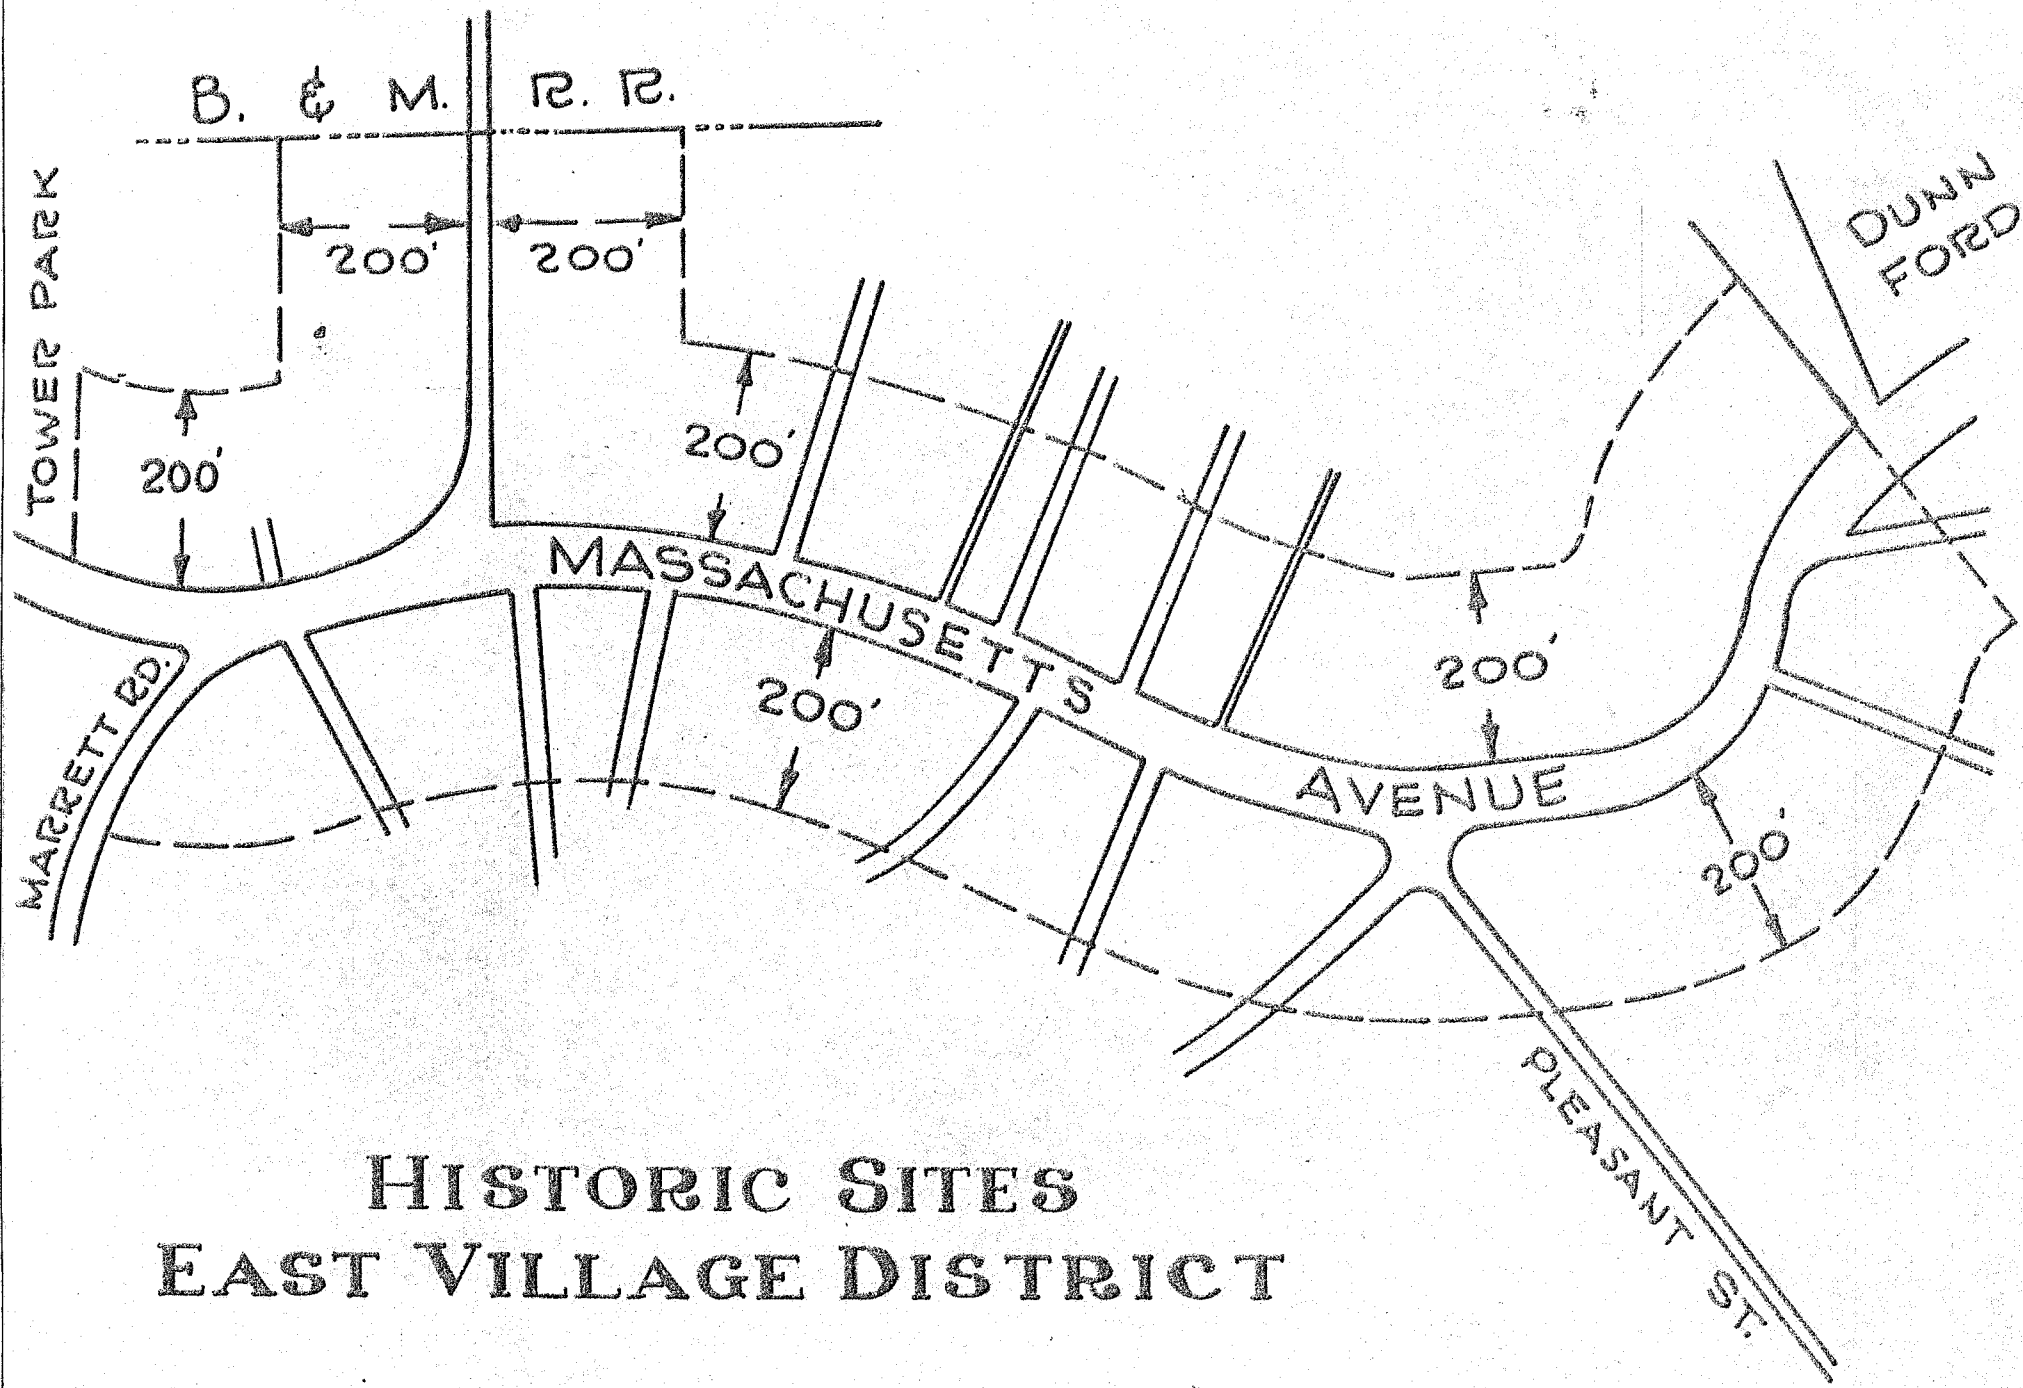 B. & M. R. R.
TOWER PARK
200'
200'
DUNN
FORD
200'
200'
MASSACHUSETTS
AVENUE
200'
200'
200'
MARRETT RD.
PLEASANT ST.
HISTORIC SITES
EAST VILLAGE DISTRICT